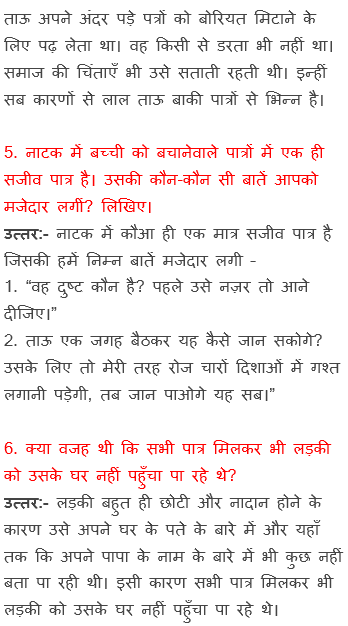 ताऊ अपने अंदर पड़े पत्रों को बोरियत मिटाने के
लिए पढ़ लेता था। वह किसी से डरता भी नहीं था।
समाज की चिंताएँ भी उसे सताती रहती थी। इन्हीं
सब कारणों से लाल ताऊ बाकी पात्रों से भिन्न है।
5. नाटक में बच्ची को बचानेवाले पात्रों में एक ही
सजीव पात्र है। उसकी कौन-कौन सी बातें आपको
मजेदार लगीं? लिखिए।
उत्तर:- नाटक में कौआ ही एक मात्र सजीव पात्र है
जिसकी हमें निम्न बातें मजेदार लगी –
1. “वह दुष्ट कौन है? पहले उसे नज़र तो आने
दीजिए।”
2. ताऊ एक जगह बैठकर यह कैसे जान सकोगे?
उसके लिए तो मेरी तरह रोज चारों दिशाओं में गश्त
लगानी पड़ेगी, तब जान पाओगे यह सब।”
6. क्या वजह थी कि सभी पात्र मिलकर भी लड़की
को उसके घर नहीं पहुँचा पा रहे थे?
उत्तर:- लड़की बहुत ही छोटी और नादान होने के
कारण उसे अपने घर के पते के बारे में और यहाँ
तक कि अपने पापा के नाम के बारे में भी कुछ नहीं
बता पा रही थी। इसी कारण सभी पात्र मिलकर भी
लड़की को उसके घर नहीं पहुँचा पा रहे थे।